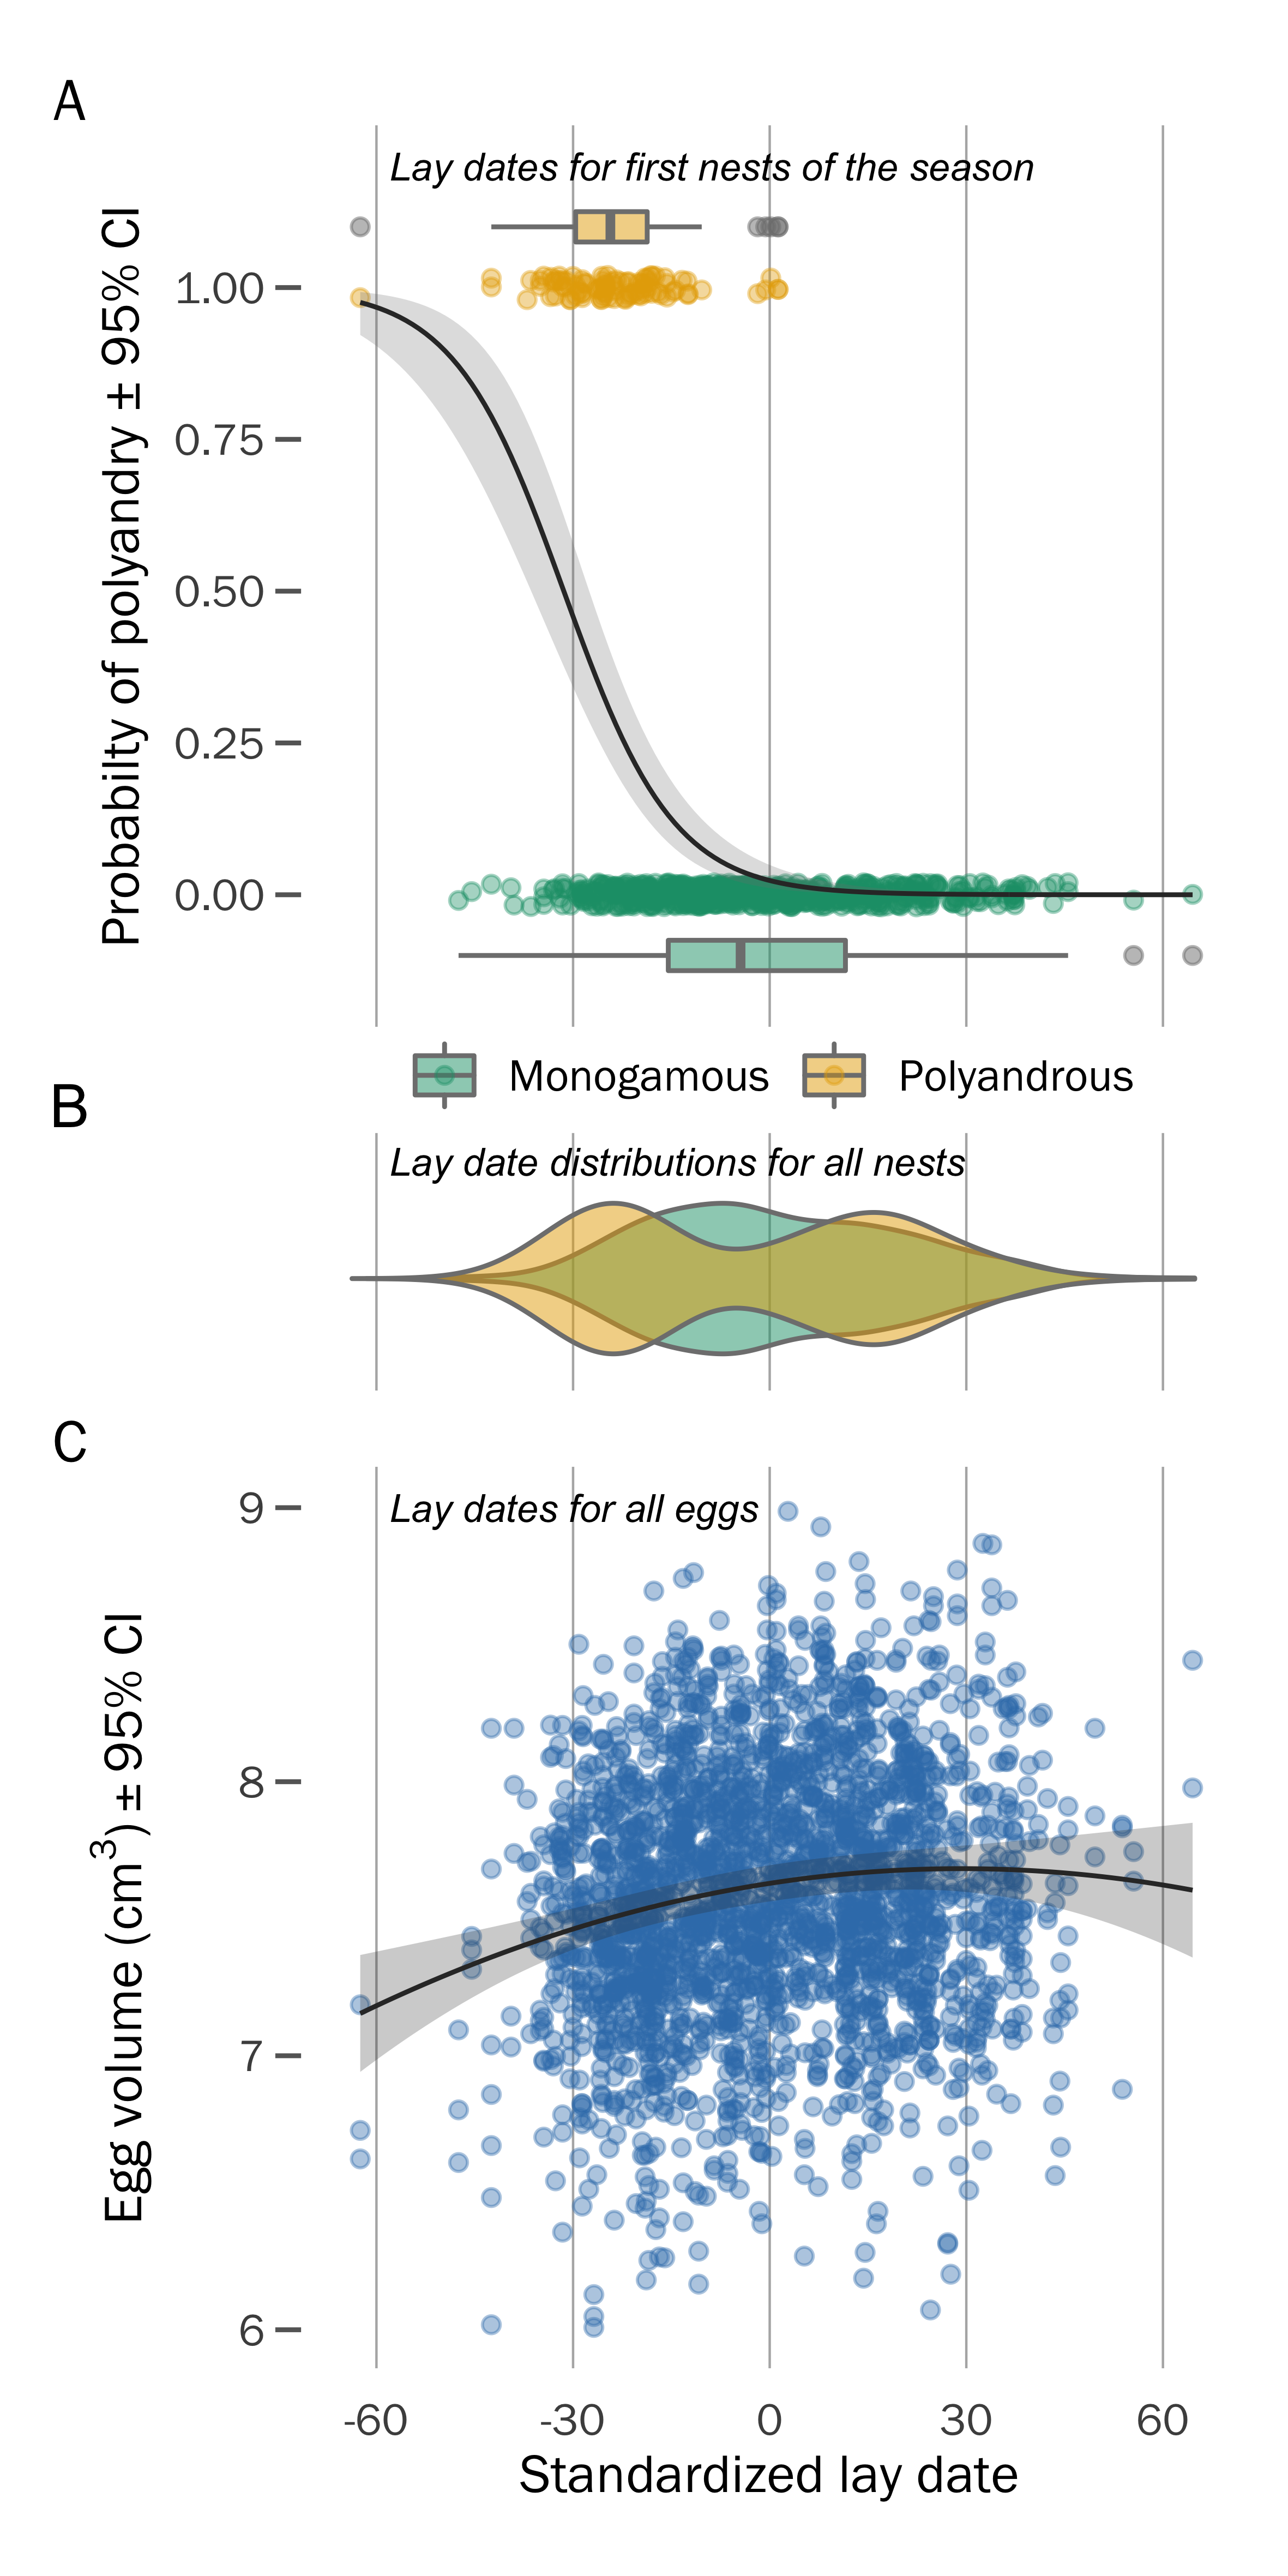 A
Lay dates for first nests of the season
Probabilty of polyandry ± 95% CI
1.00
0.75
0.50
0.25
0.00
Monogamous
Polyandrous
B
Lay date distributions for all nests
C
Lay dates for all eggs
Egg volume (cm³) ± 95% CI
9
8
7
6
-60 -30 0 30 60
Standardized lay date